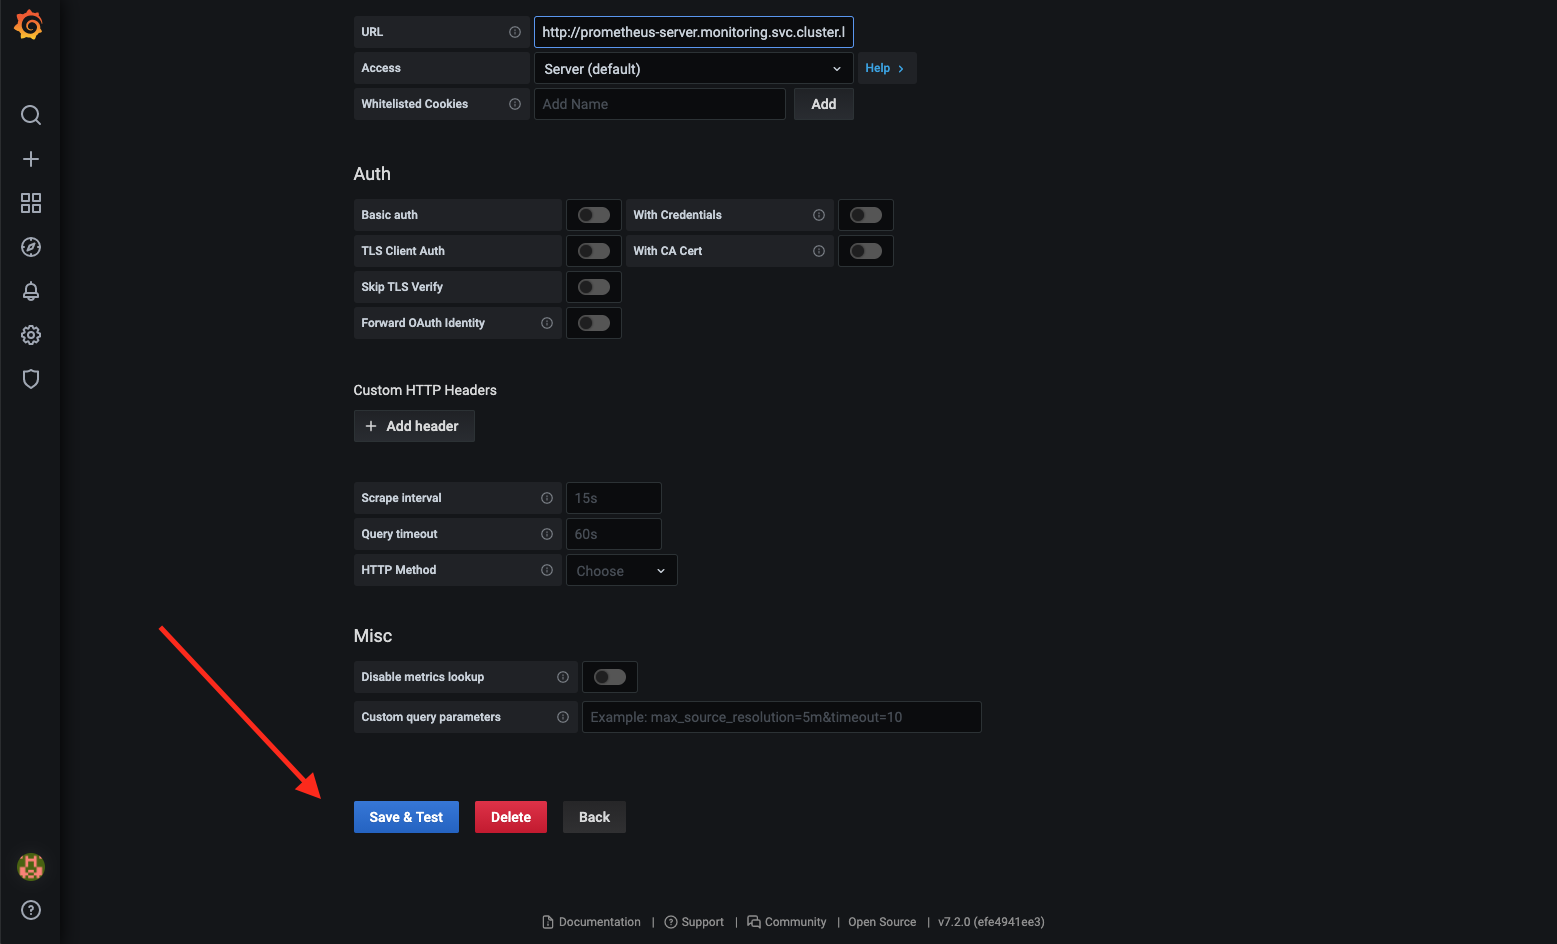 URL
http://prometheus-server.monitoring.svc.cluster.l
Access
Server (default)
Help
Whitelisted Cookies
Add Name
Add
Auth
Basic auth
With Credentials
TLS Client Auth
With CA Cert
Skip TLS Verify
Forward OAuth Identity
Custom HTTP Headers
+ Add header
Scrape interval
15s
Query timeout
60s
HTTP Method
Choose
Misc
Disable metrics lookup
Custom query parameters
Example: max_source_resolution=5m&timeout=10
Save & Test
Delete
Back
Documentation | Support | Community | Open Source | v7.2.0 (efe4941ee3)